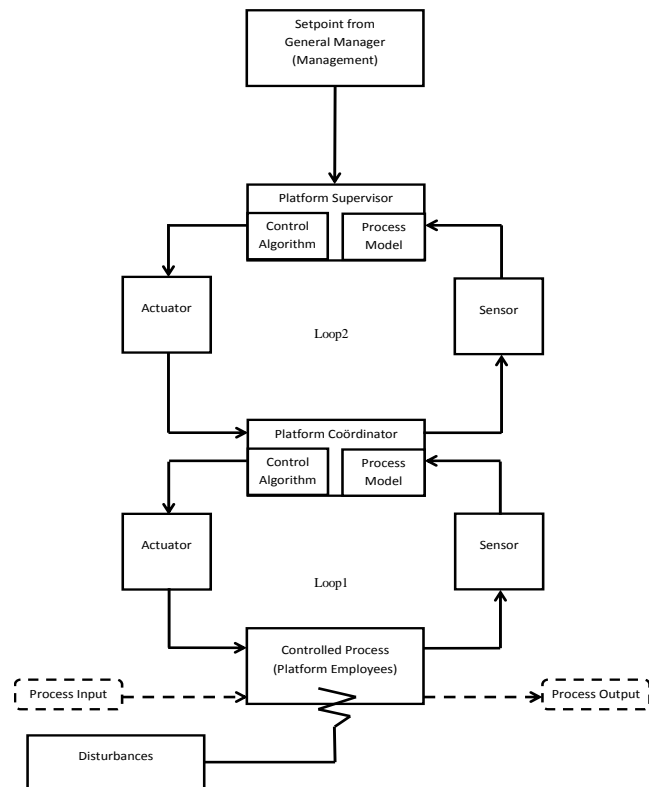 Setpoint from
General Manager
(Management)
Platform Supervisor
Control
Algorithm
Process
Model
Actuator
Sensor
Loop2
Platform Coördinator
Control
Algorithm
Process
Model
Actuator
Sensor
Loop1
Controlled Process
(Platform Employees)
Process Input
Process Output
Disturbances